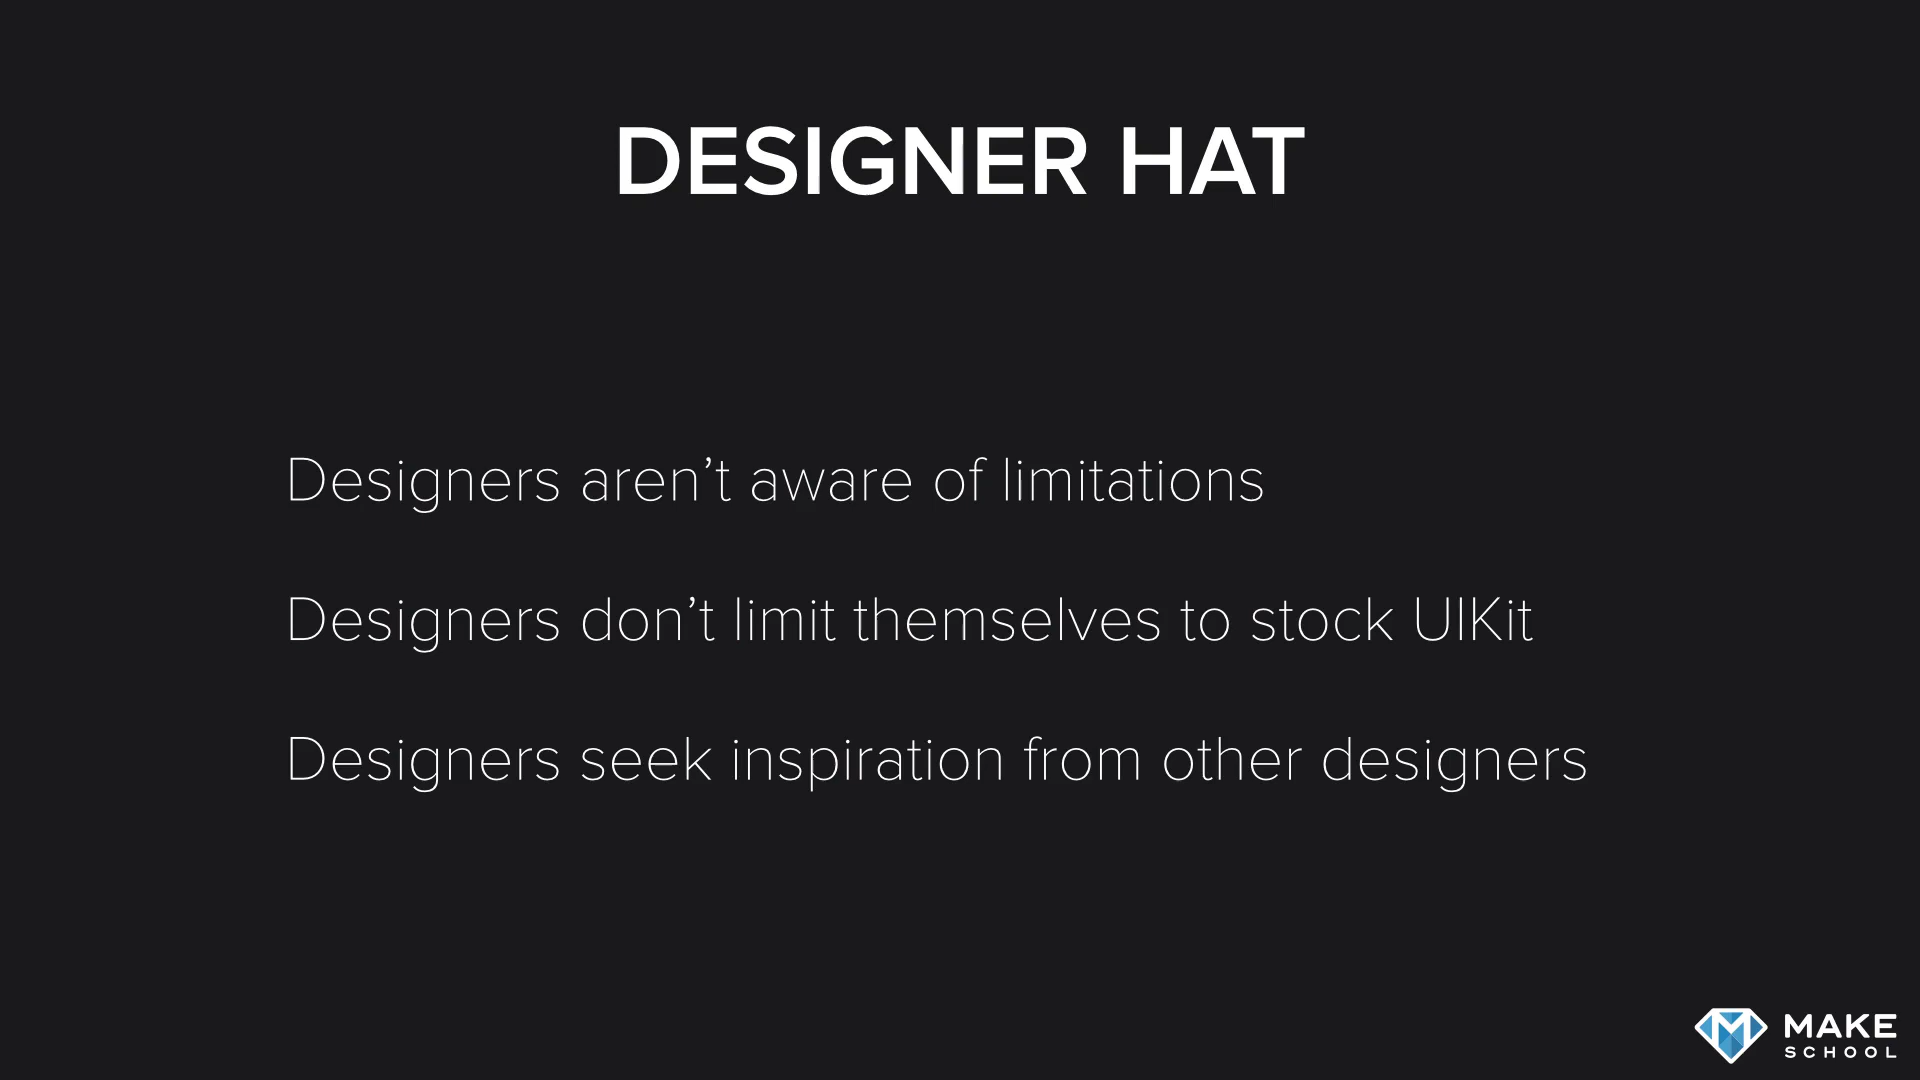 DESIGNER HAT
Designers aren’t aware of limitations
Designers don’t limit themselves to stock UIKit
Designers seek inspiration from other designers
MAKE
SCHOOL